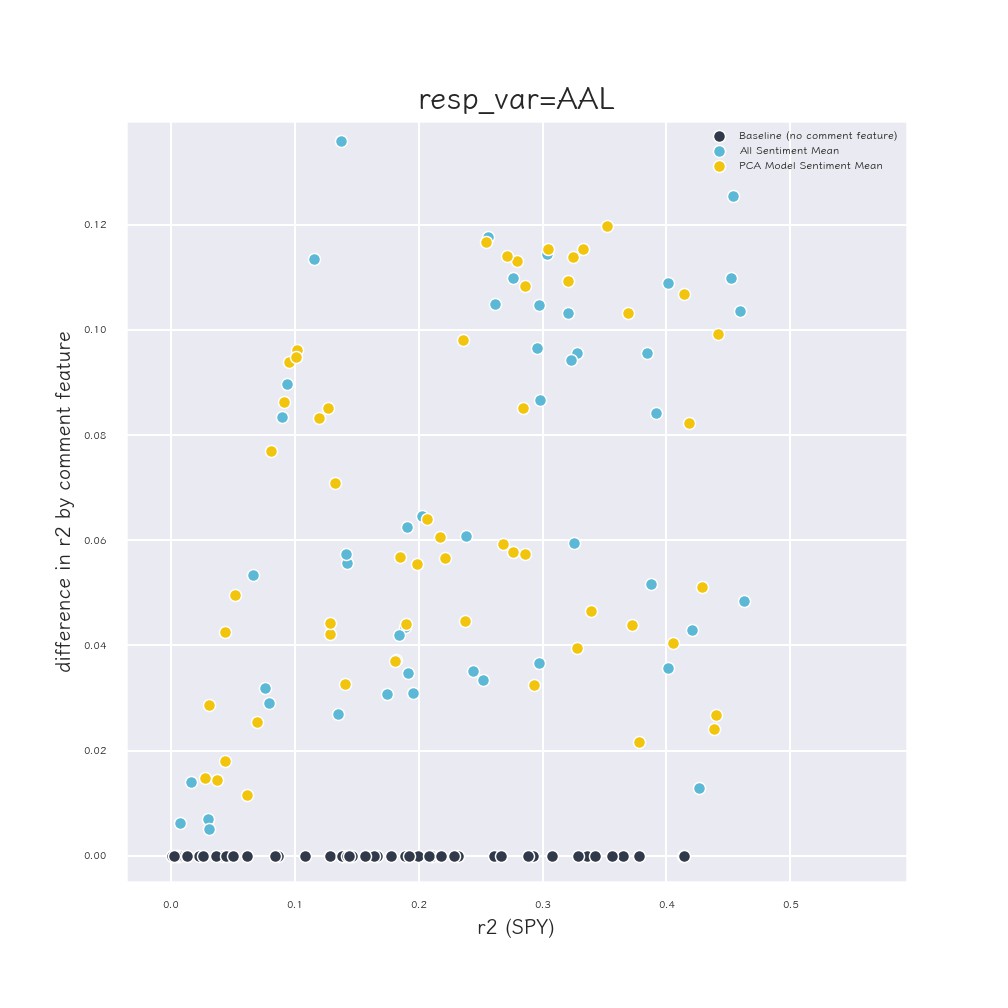 resp_var=AAL
Baseline (no comment feature)
All Sentiment Mean
PCA Model Sentiment Mean
difference in r2 by comment feature
0.12
0.10
0.08
0.06
0.04
0.02
0.00
0.0 0.1 0.2 0.3 0.4 0.5
r2 (SPY)